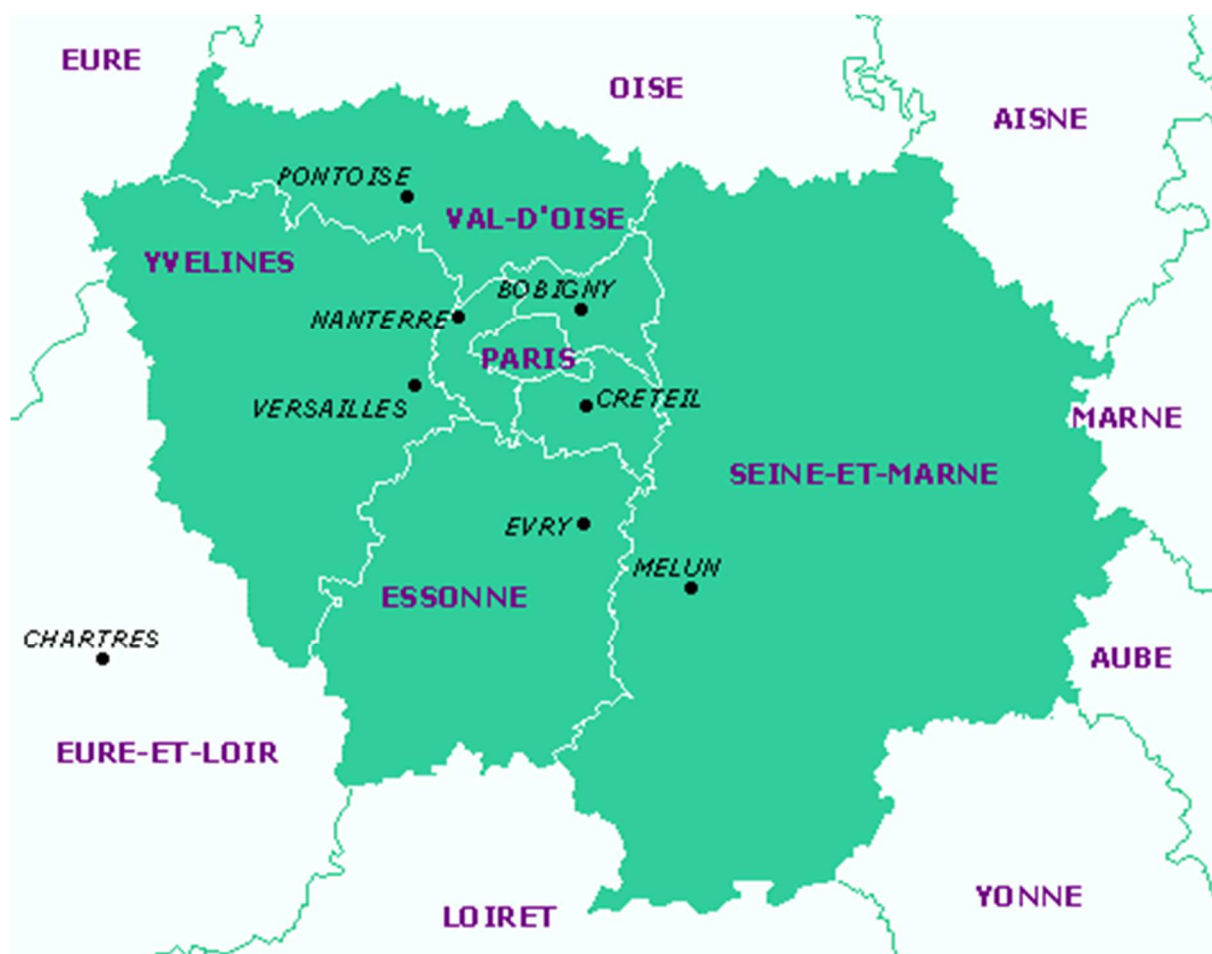 EURE
OISE
AISNE
PONTOISE
VAL-D'OISE
YVELINES
BOBIGNY
NANTERRE
PARIS
VERSAILLES
CRETEIL
MARNE
SEINE-ET-MARNE
EVRY
MELUN
ESSONNE
CHARTRES
AUBE
EURE-ET-LOIR
YONNE
LOIRET